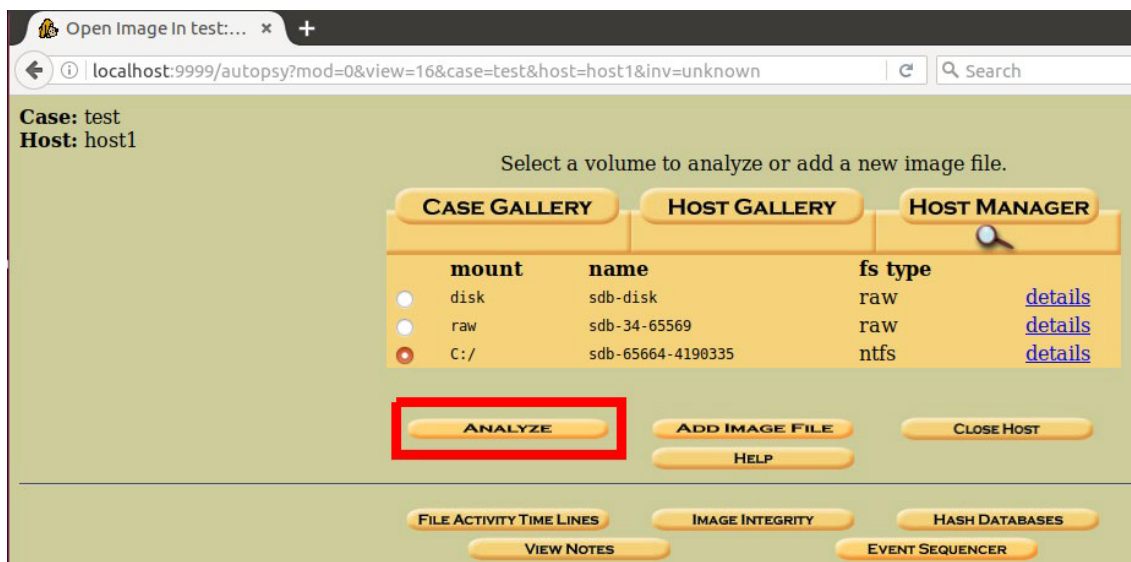 Open Image In test:... × +
localhost:9999/autopsy?mod=0&view=16&case=test&host=host1&inv=unknown Search
Case: test
Host: host1
Select a volume to analyze or add a new image file.
CASE GALLERY HOST GALLERY HOST MANAGER
mount name fs type
disk sdb-disk raw details
raw sdb-34-65569 raw details
C:/ sdb-65664-4190335 ntfs details
ANALYZE ADD IMAGE FILE CLOSE HOST
HELP
FILE ACTIVITY TIME LINES IMAGE INTEGRITY HASH DATABASES
VIEW NOTES EVENT SEQUENCER